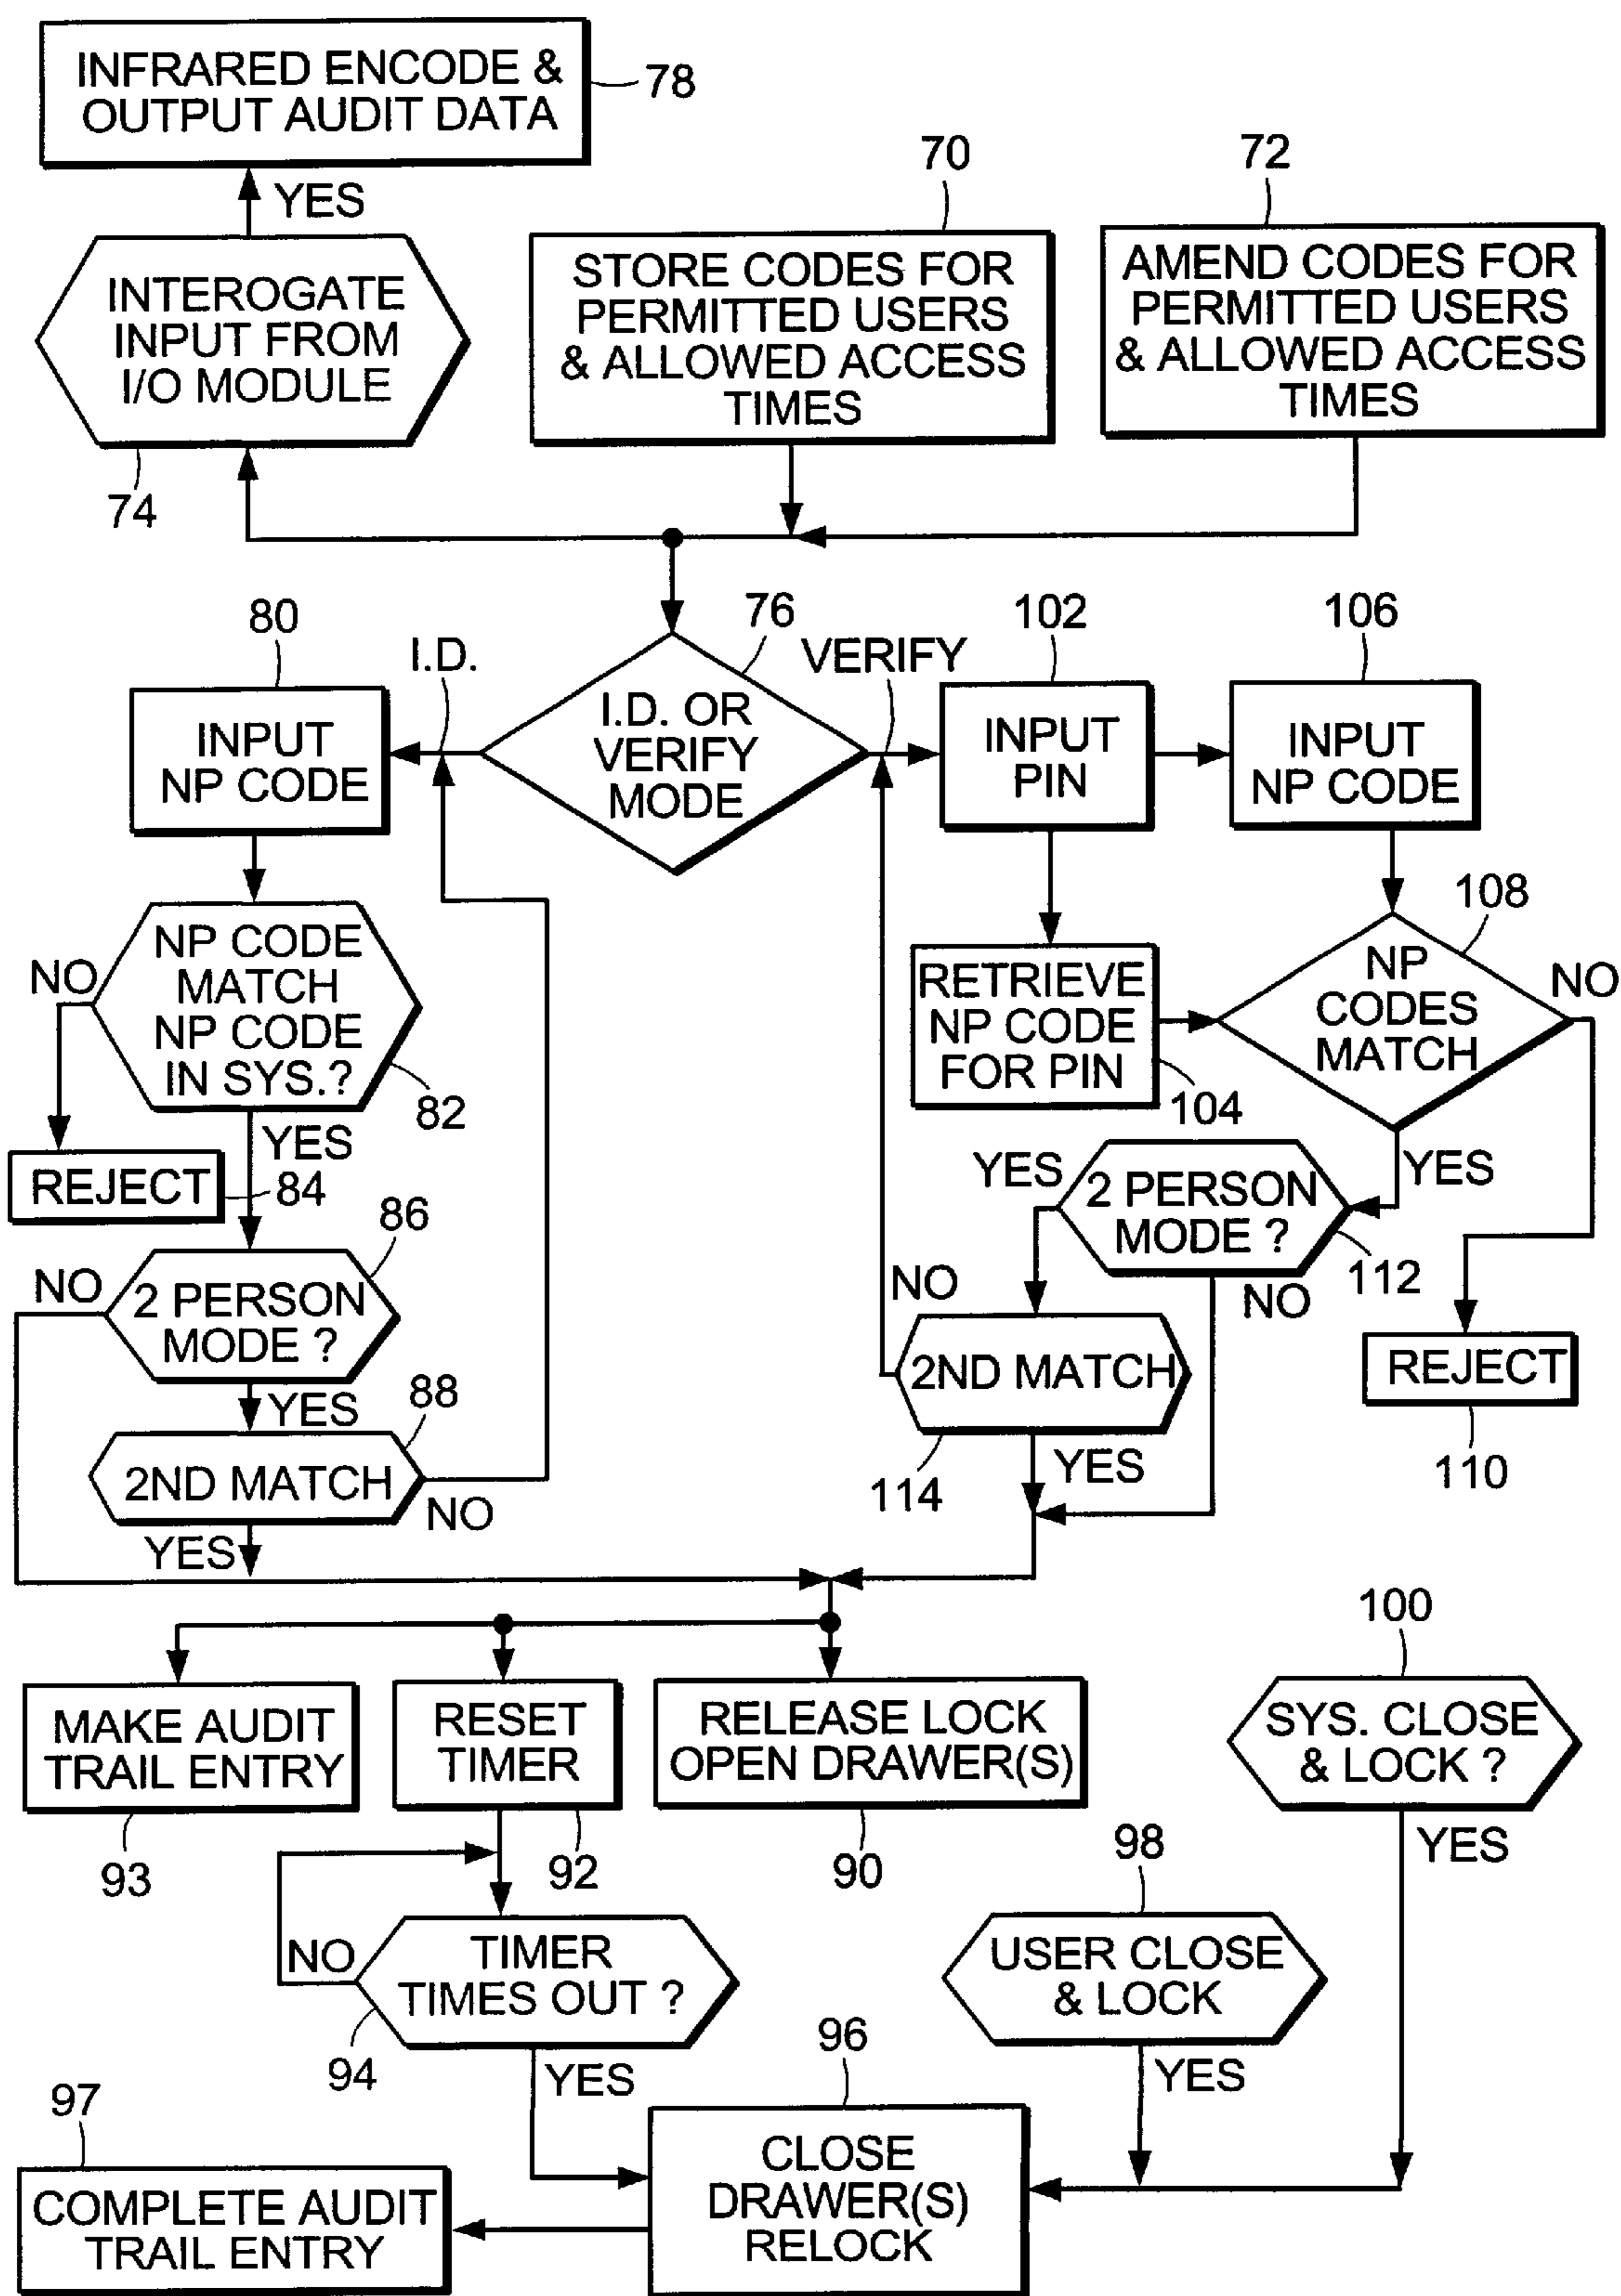 INFRARED ENCODE &
OUTPUT AUDIT DATA
78
YES
INTEROGATE
INPUT FROM
I/O MODULE
74
70
STORE CODES FOR
PERMITTED USERS
& ALLOWED ACCESS
TIMES
72
AMEND CODES FOR
PERMITTED USERS
& ALLOWED ACCESS
TIMES
80
INPUT
NP CODE
I.D.
76
I.D. OR
VERIFY
MODE
VERIFY
102
INPUT
PIN
106
INPUT
NP CODE
NP CODE
MATCH
NP CODE
IN SYS.?
NO
82
YES
REJECT
84
RETRIEVE
NP CODE
FOR PIN
104
108
NP
CODES
MATCH
NO
YES
YES
2 PERSON
MODE ?
112
NO
86
NO
2 PERSON
MODE ?
YES
88
2ND MATCH
NO
YES
NO
2ND MATCH
114
YES
REJECT
110
MAKE AUDIT
TRAIL ENTRY
93
RESET
TIMER
92
RELEASE LOCK
OPEN DRAWER(S)
90
100
SYS. CLOSE
& LOCK ?
YES
98
USER CLOSE
& LOCK
YES
NO
TIMER
TIMES OUT ?
94
YES
96
CLOSE
DRAWER(S)
RELOCK
97
COMPLETE AUDIT
TRAIL ENTRY